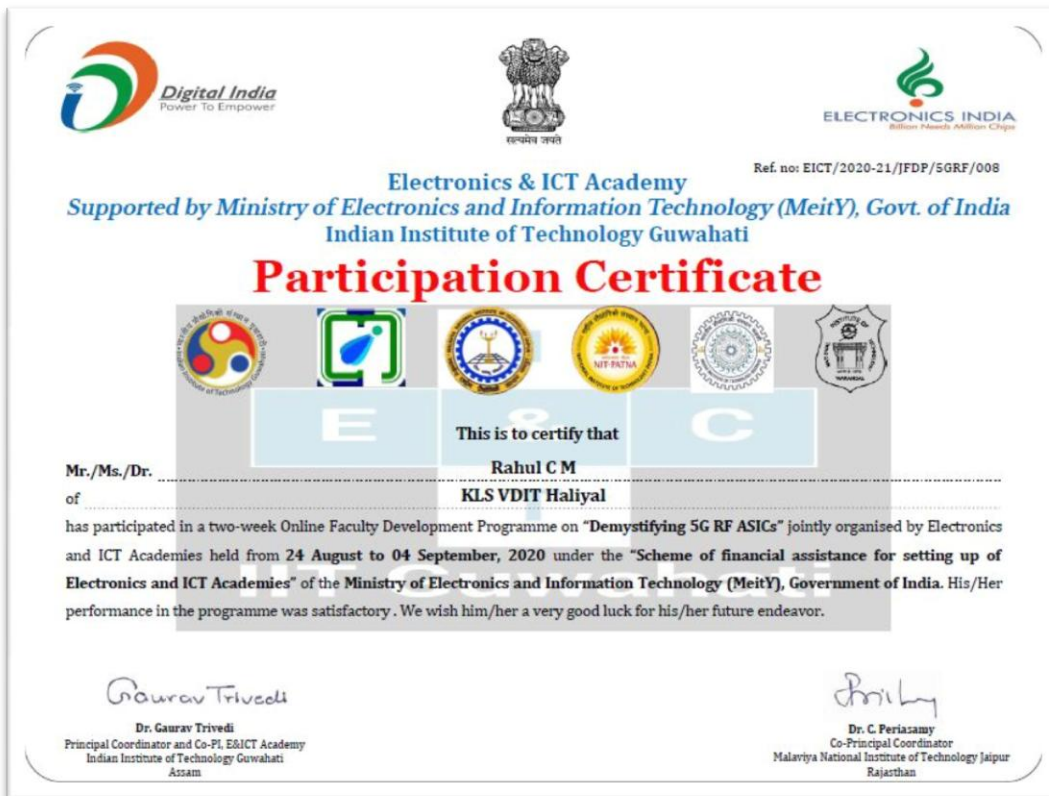 Digital India
Power To Empower
सत्यमेव जयते
ELECTRONICS INDIA
Billion Needs Million Chips
Ref. no: EICT/2020-21/JFDP/5GRF/008
Electronics & ICT Academy
Supported by Ministry of Electronics and Information Technology (MeitY), Govt. of India
Indian Institute of Technology Guwahati
Participation Certificate
NIT-PATNA
E & C
This is to certify that
Mr./Ms./Dr. Rahul C M
of KLS VDIT Haliyal
has participated in a two-week Online Faculty Development Programme on "Demystifying 5G RF ASICs" jointly organised by Electronics
and ICT Academies held from 24 August to 04 September, 2020 under the "Scheme of financial assistance for setting up of
Electronics and ICT Academies" of the Ministry of Electronics and Information Technology (MeitY), Government of India. His/Her
IIT Guwahati
performance in the programme was satisfactory . We wish him/her a very good luck for his/her future endeavor.
Gaurav Trivedi
Dr. Gaurav Trivedi
Principal Coordinator and Co-PI, E&ICT Academy
Indian Institute of Technology Guwahati
Assam
Dr. C. Periasamy
Co-Principal Coordinator
Malaviya National Institute of Technology Jaipur
Rajasthan